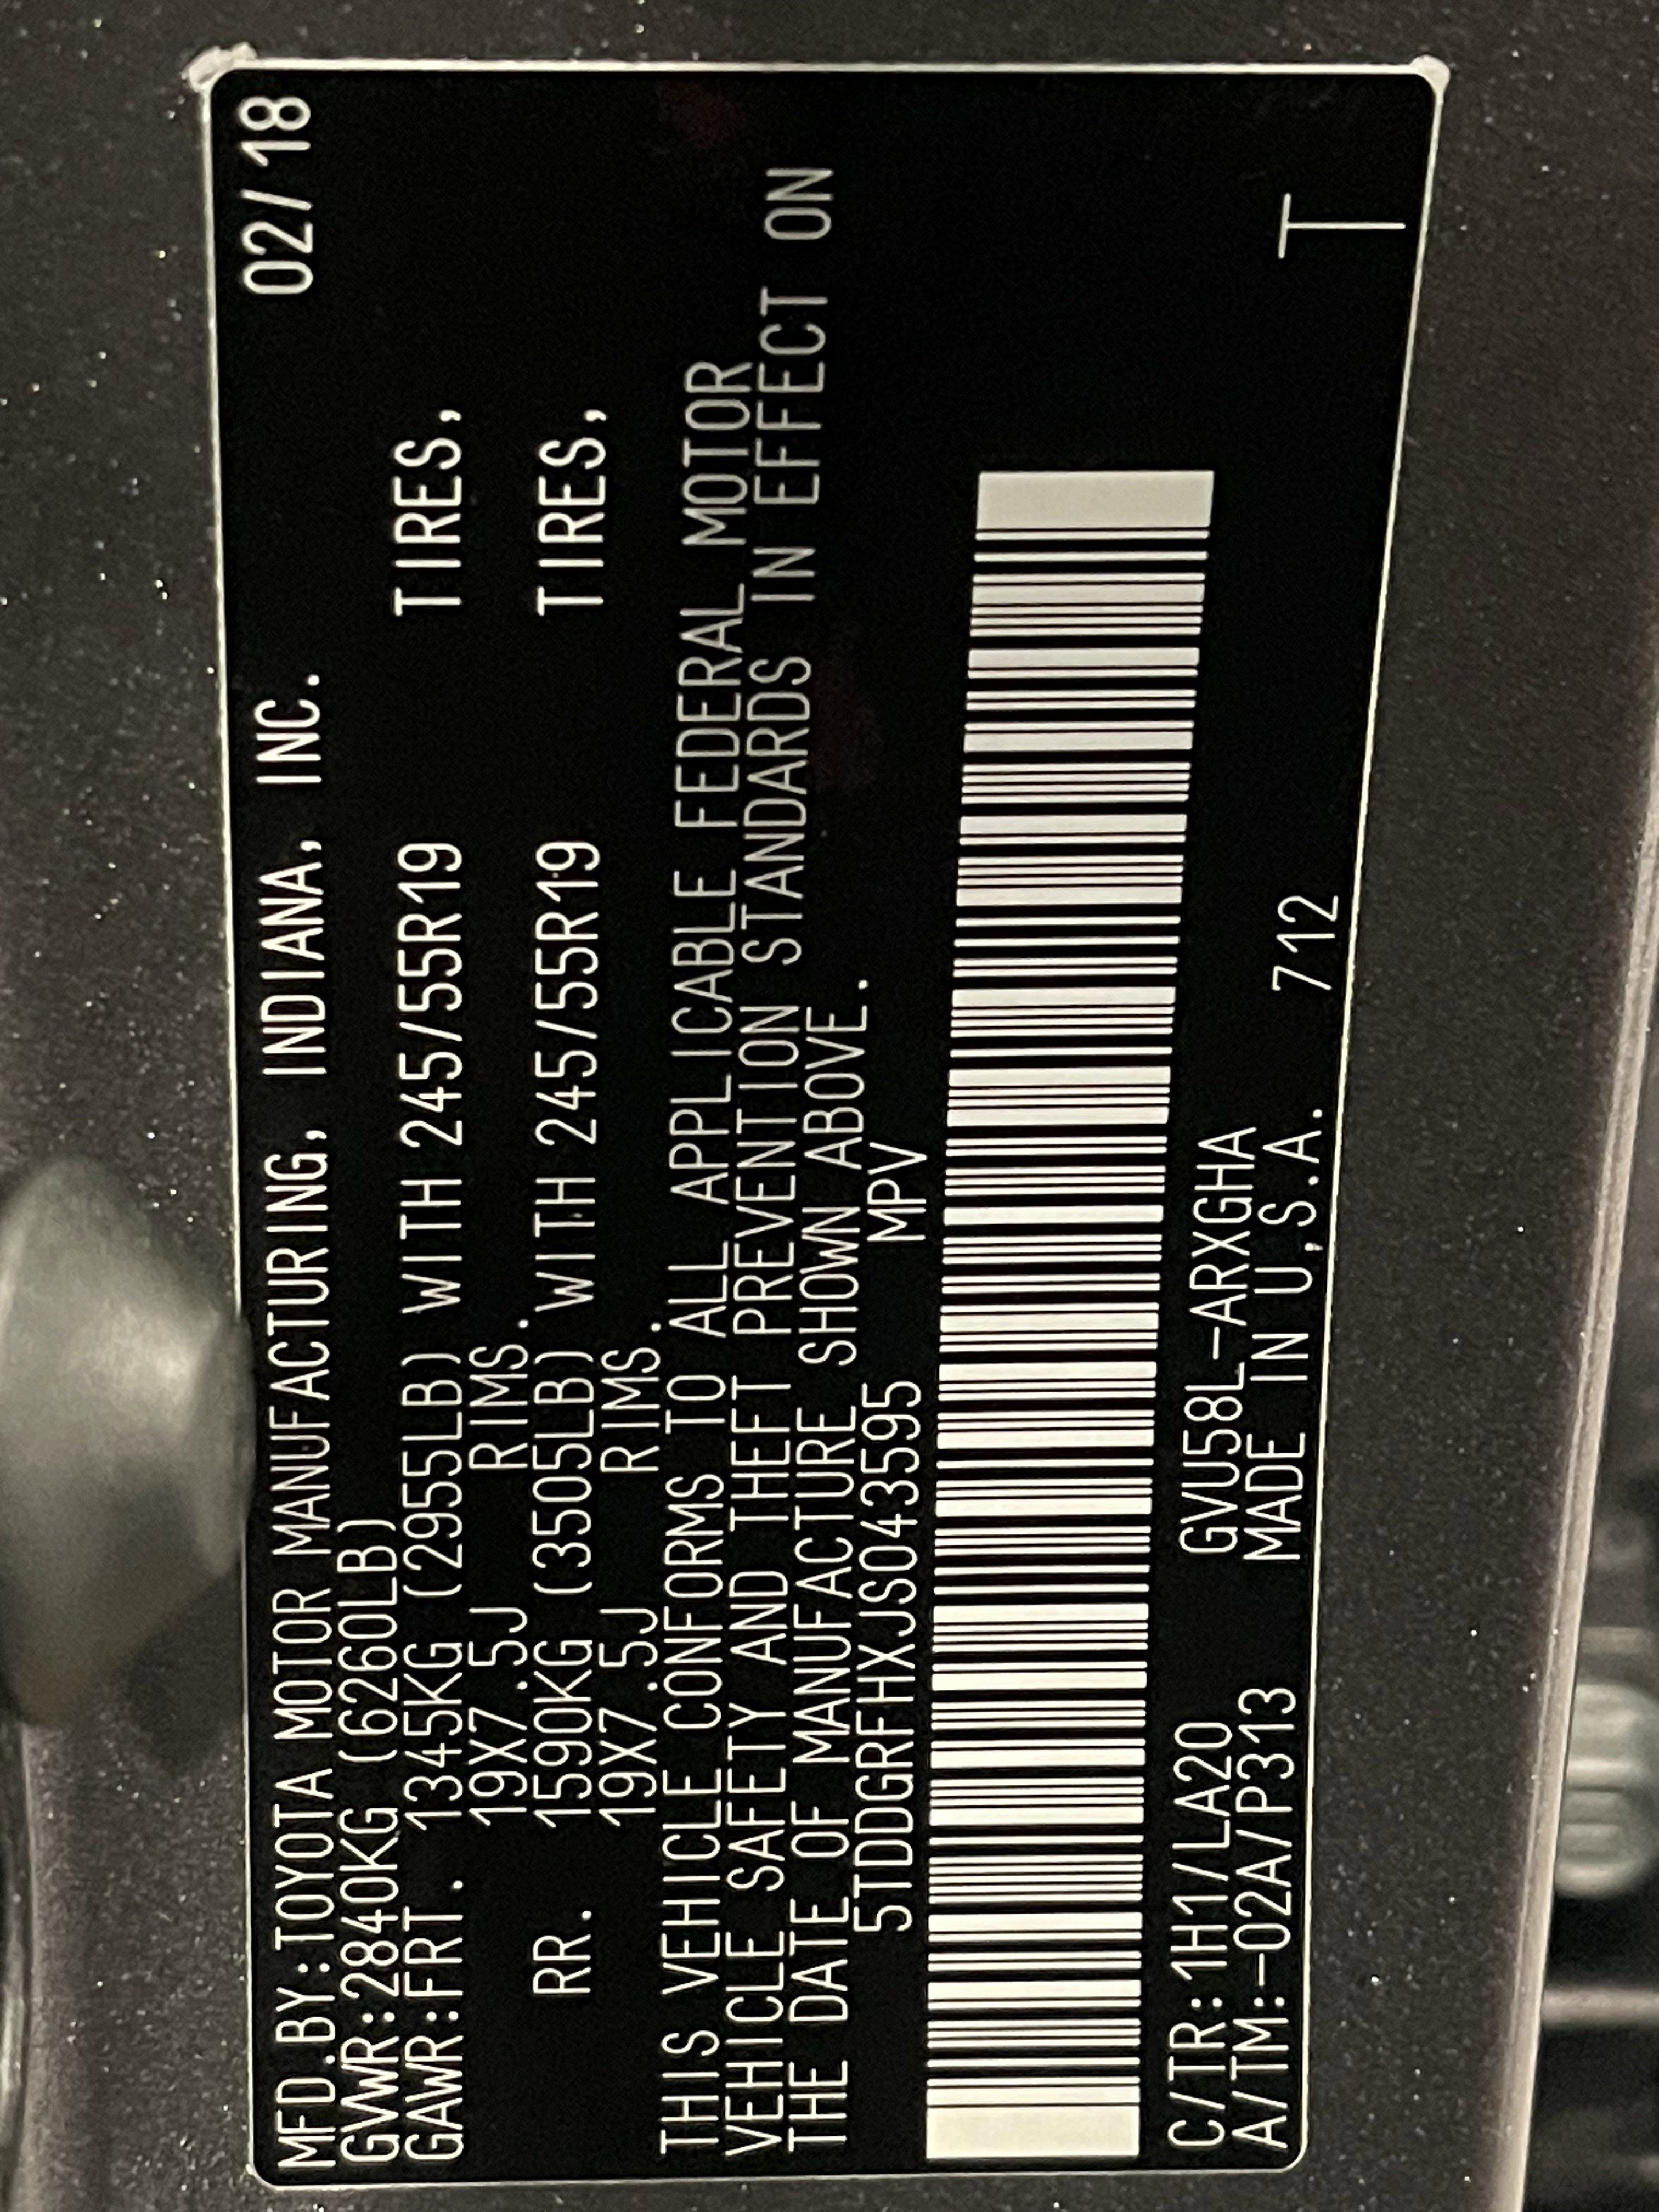 MFD.BY:TOYOTA MOTOR MANUFACTURING, INDIANA, INC. 02/18
GVWR:2840KG (6260LB)
GAWR:FRT. 1345KG (2955LB) WITH 245/55R19 TIRES,
19X7.5J RIMS.
RR. 1590KG (3505LB) WITH 245/55R19 TIRES,
19X7.5J RIMS.
THIS VEHICLE CONFORMS TO ALL APPLICABLE FEDERAL MOTOR
VEHICLE SAFETY AND THEFT PREVENTION STANDARDS IN EFFECT ON
THE DATE OF MANUFACTURE SHOWN ABOVE.
5TDDGRFHXJS043595 MPV
C/TR:1H1/LA20 GVU58L-ARXGHA
A/TM:-02A/P313 MADE IN U.S.A. 712 T